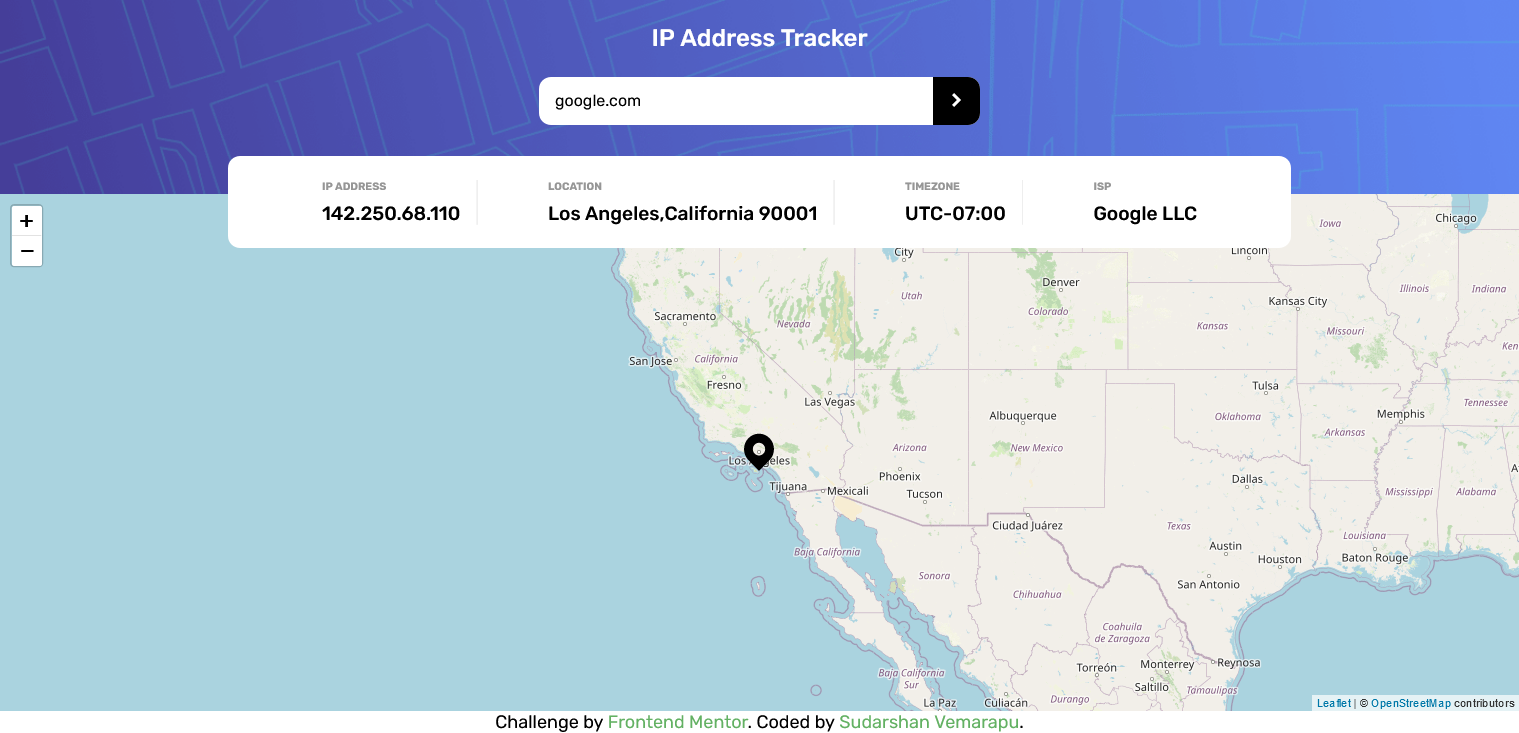 IP Address Tracker
google.com
IP ADDRESS
142.250.68.110
LOCATION
Los Angeles,California 90001
TIMEZONE
UTC-07:00
ISP
Google LLC
+
−
Iowa
Chicago
City
Lincoln
Denver
Utah
Illinois
Indiana
Kansas City
Colorado
Sacramento
Nevada
Kansas
Missouri
San Jose
California
Fresno
Las Vegas
Tulsa
Tennessee
Albuquerque
Oklahoma
Memphis
Arkansas
Arizona
New Mexico
Phoenix
Dallas
Tijuana
Mexicali
Tucson
Mississippi
Alabama
Ciudad Juárez
Texas
Louisiana
Baja California
Austin
Houston
Baton Rouge
Sonora
San Antonio
Chihuahua
Coahuila
de Zaragoza
Torreón
Monterrey
Reynosa
Baja California
Sur
Saltillo
Tamaulipas
La Paz
Culiacán
Durango
Leaflet | © OpenStreetMap contributors
Challenge by Frontend Mentor. Coded by Sudarshan Vemarapu.